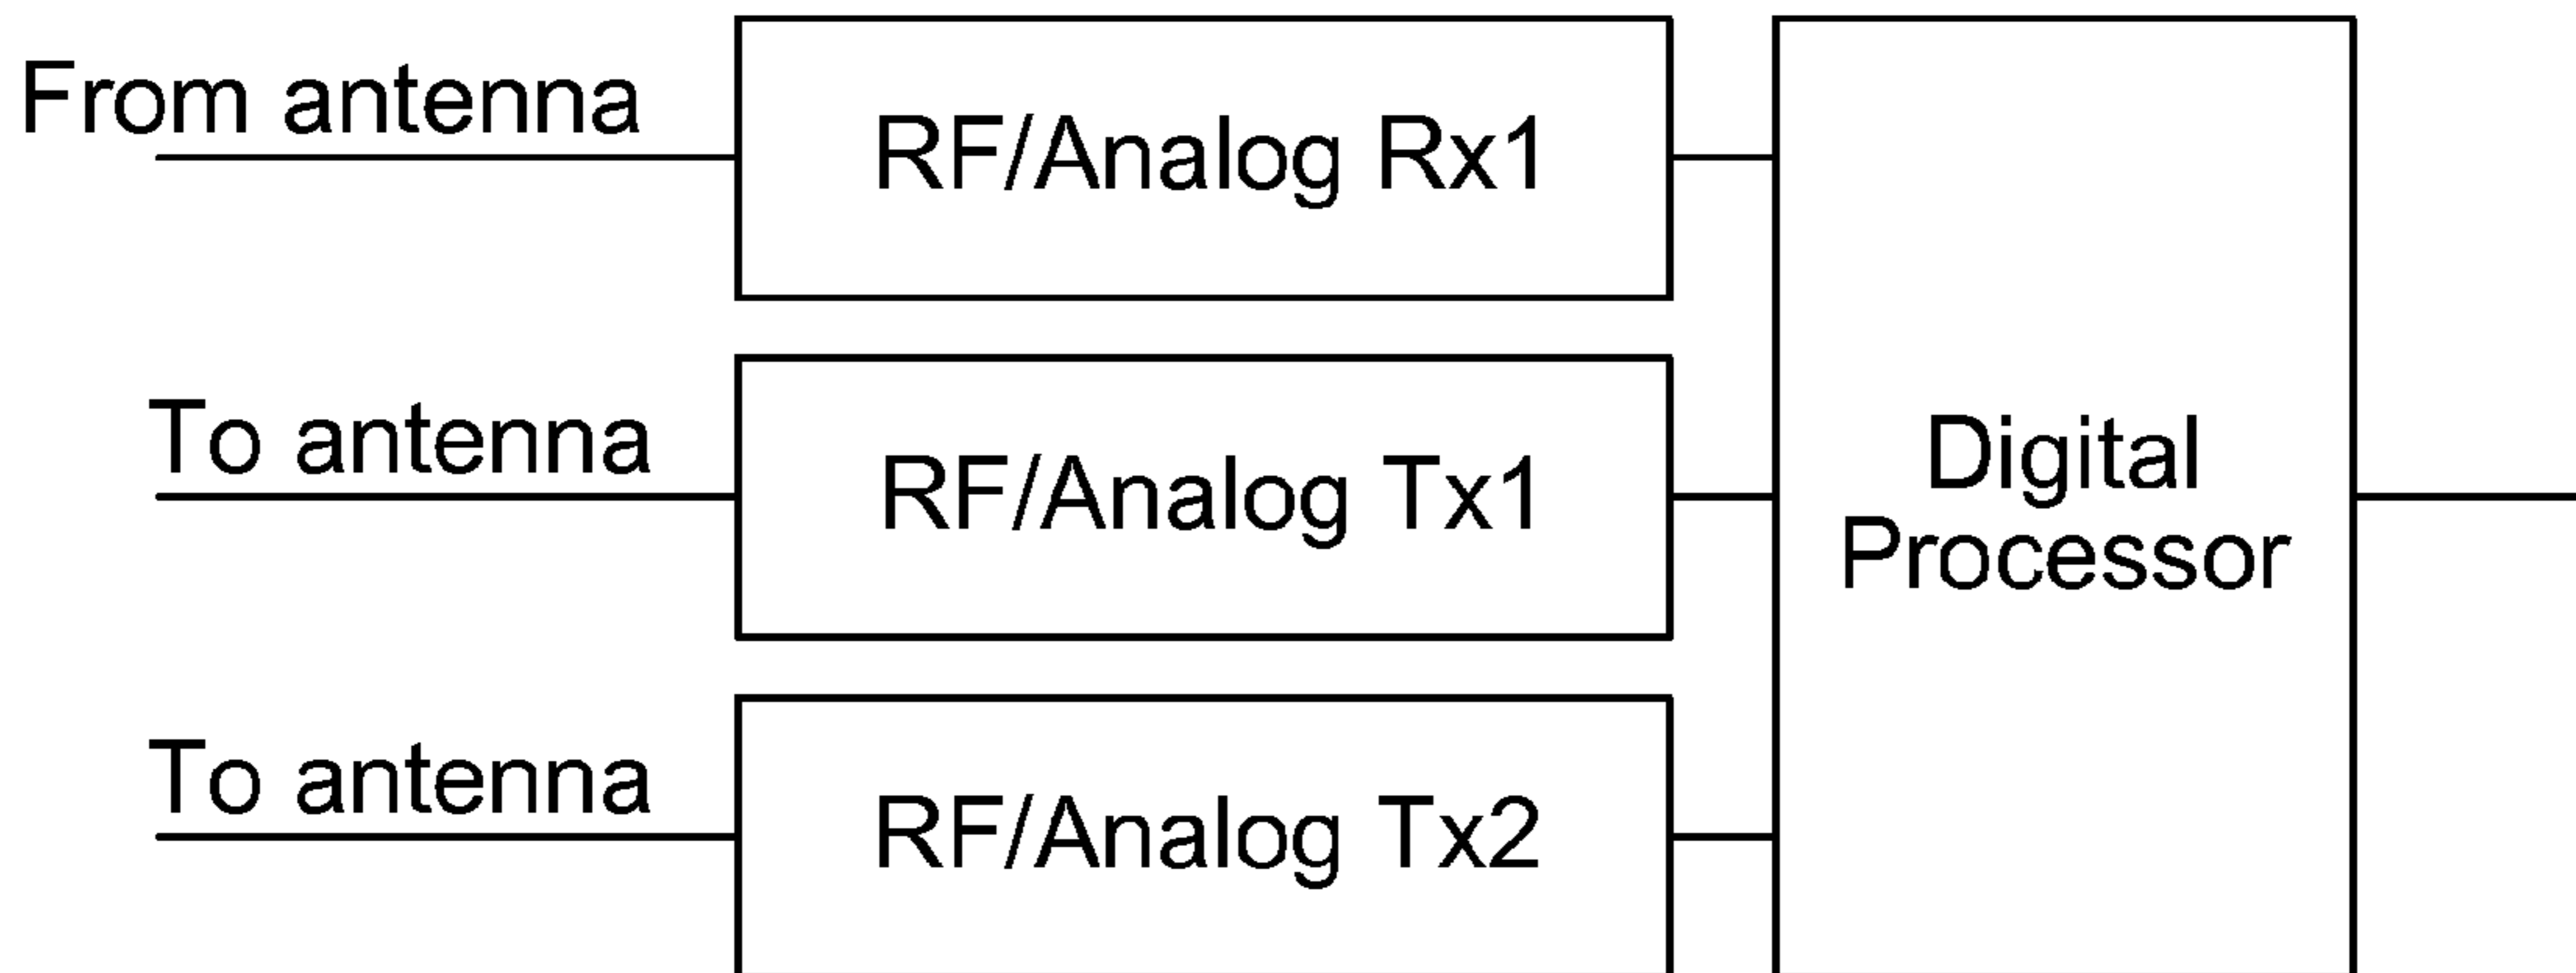 From antenna
RF/Analog Rx1
To antenna
RF/Analog Tx1
Digital
Processor
To antenna
RF/Analog Tx2